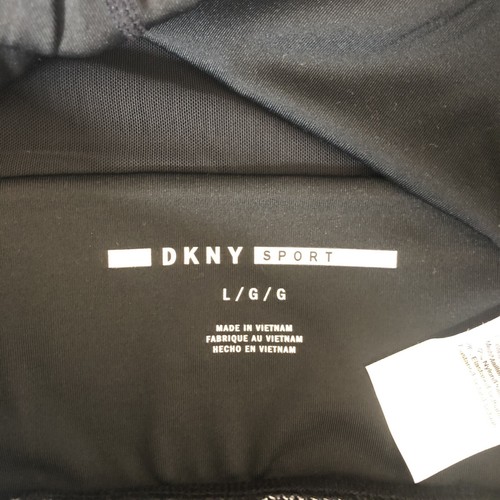 DKNY SPORT
L/G/G
MADE IN VIETNAM
FABRIQUE AU VIETNAM
HECHO EN VIETNAM